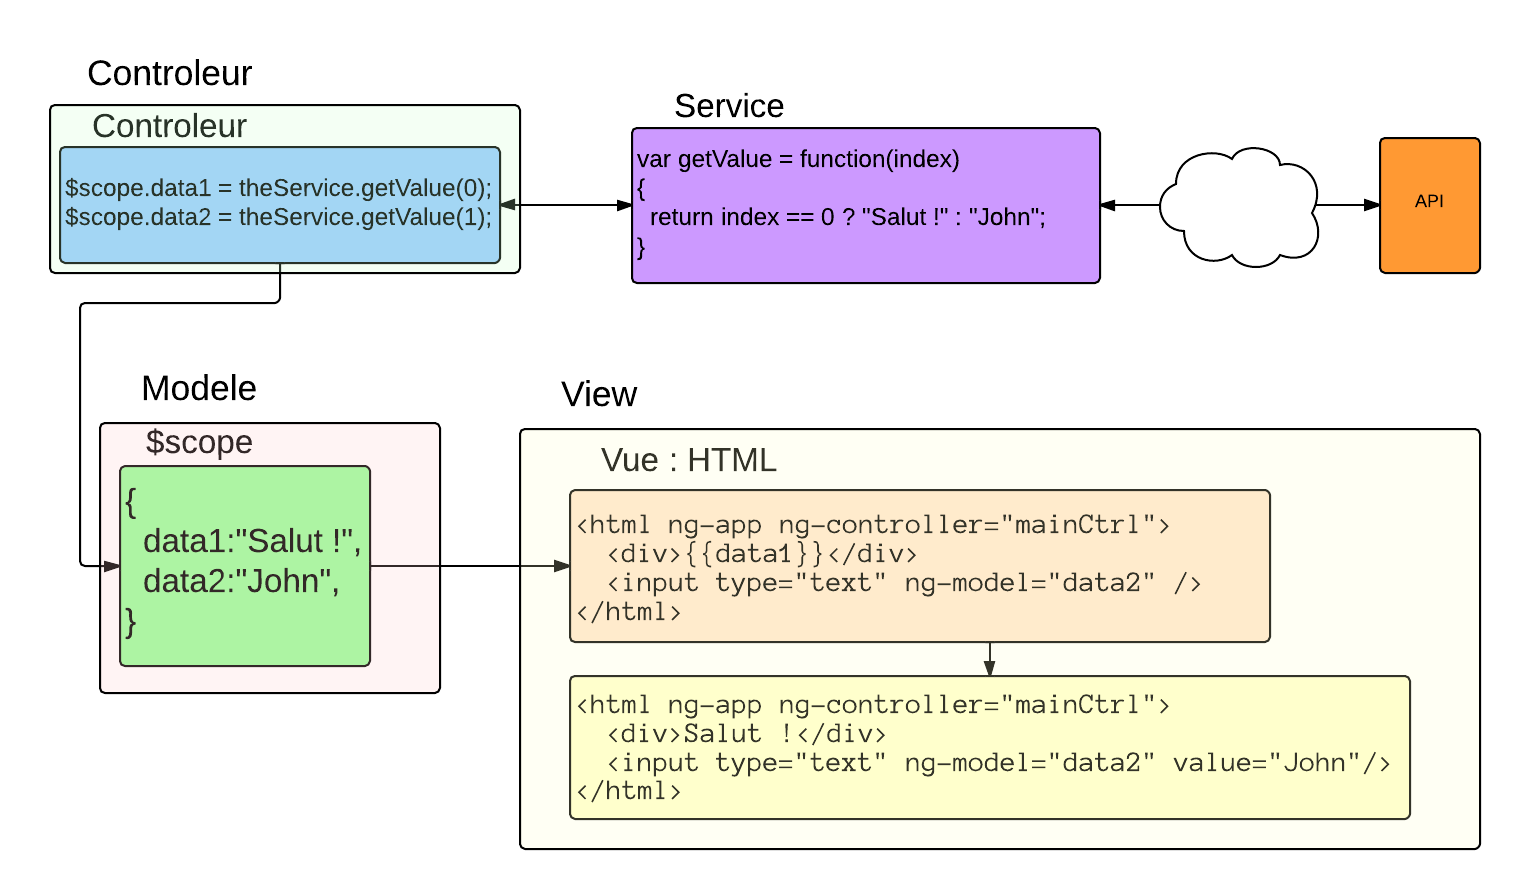 Controleur
Controleur
$scope.data1 = theService.getValue(0);
$scope.data2 = theService.getValue(1);
Service
var getValue = function(index)
{
return index == 0 ? "Salut !" : "John";
}
API
Modele
$scope
{
data1:"Salut !",
data2:"John",
}
View
Vue : HTML
<html ng-app ng-controller="mainCtrl">
<div>{{data1}}</div>
<input type="text" ng-model="data2" />
</html>
<html ng-app ng-controller="mainCtrl">
<div>Salut !</div>
<input type="text" ng-model="data2" value="John"/>
</html>